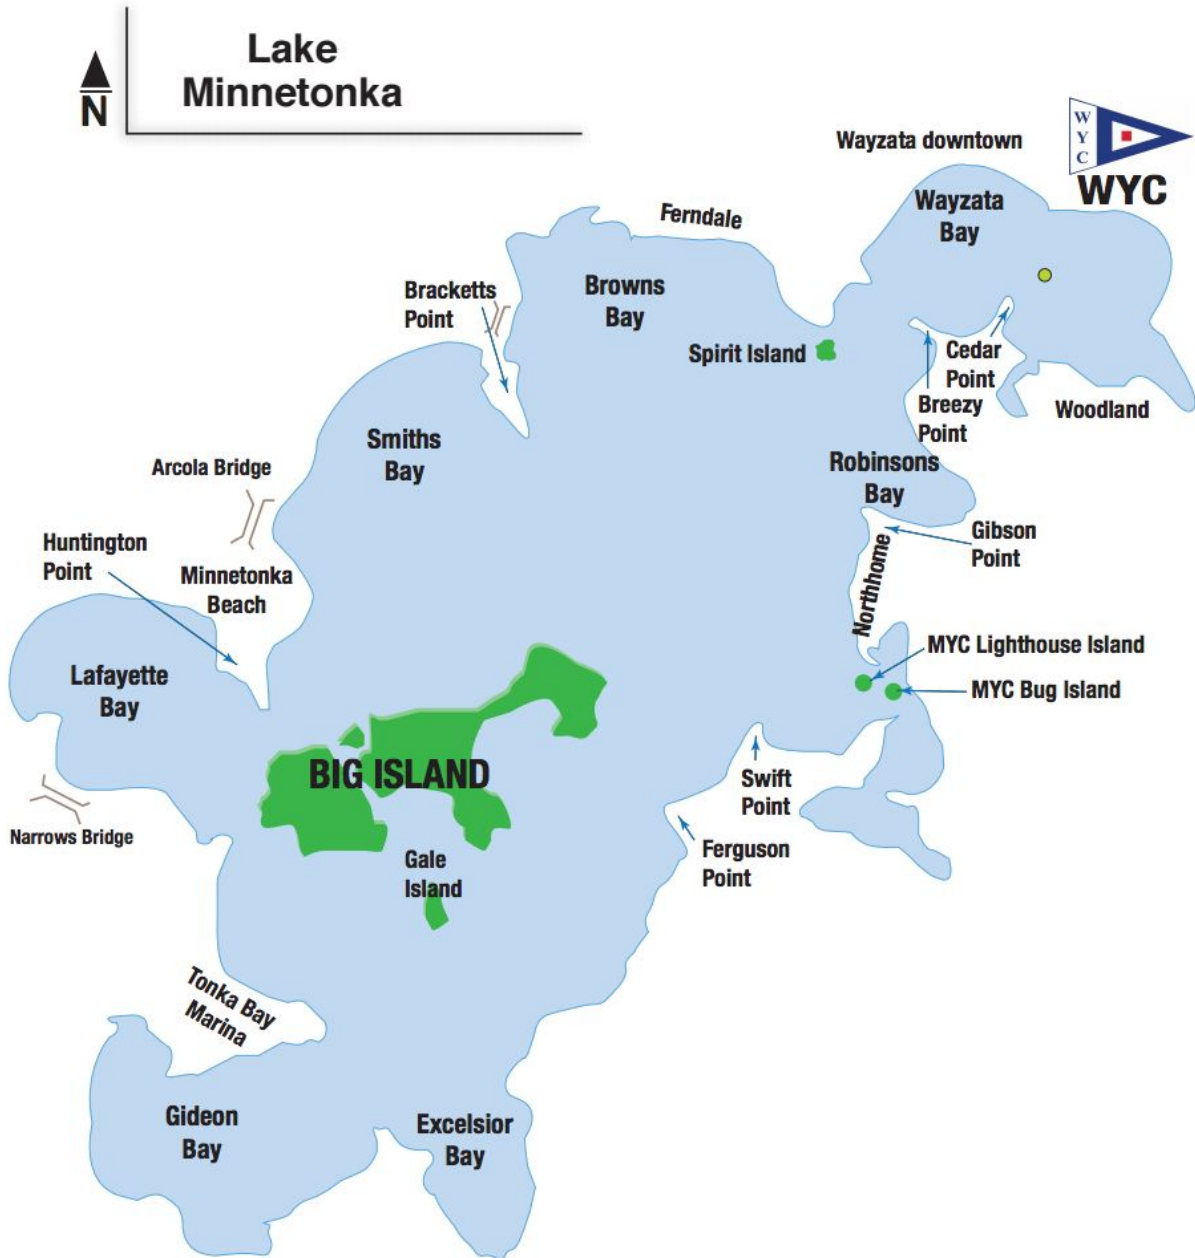 Lake
Minnetonka
N
W
Y
C
WYC
Wayzata downtown
Wayzata
Bay
Ferndale
Bracketts
Point
Browns
Bay
Spirit Island
Cedar
Point
Breezy
Point
Woodland
Smiths
Bay
Arcola Bridge
Robinsons
Bay
Huntington
Point
Gibson
Point
Minnetonka
Beach
Northhome
MYC Lighthouse Island
Lafayette
Bay
MYC Bug Island
BIG ISLAND
Swift
Point
Narrows Bridge
Ferguson
Point
Gale
Island
Tonka Bay
Marina
Gideon
Bay
Excelsior
Bay